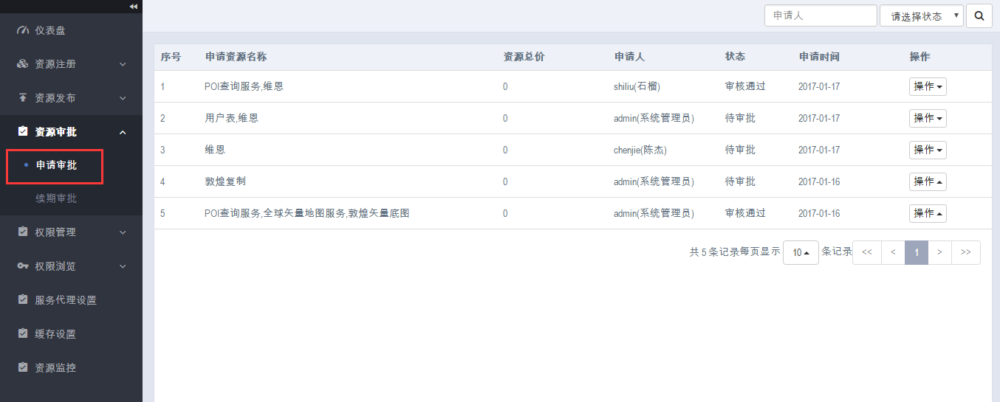 申请人 请选择状态
仪表盘
资源注册
资源发布
资源审批
申请审批
续期审批
权限管理
权限浏览
服务代理设置
缓存设置
资源监控
序号 申请资源名称 资源总价 申请人 状态 申请时间 操作
1 POI查询服务,维恩 0 shiliu(石榴) 审核通过 2017-01-17 操作
2 用户表,维恩 0 admin(系统管理员) 待审批 2017-01-17 操作
3 维恩 0 chenjie(陈杰) 待审批 2017-01-17 操作
4 敦煌复制 0 admin(系统管理员) 待审批 2017-01-16 操作
5 POI查询服务,全球矢量地图服务,敦煌矢量底图 0 admin(系统管理员) 审核通过 2017-01-16 操作
共 5 条记录每页显示 10 条记录 << < 1 > >>